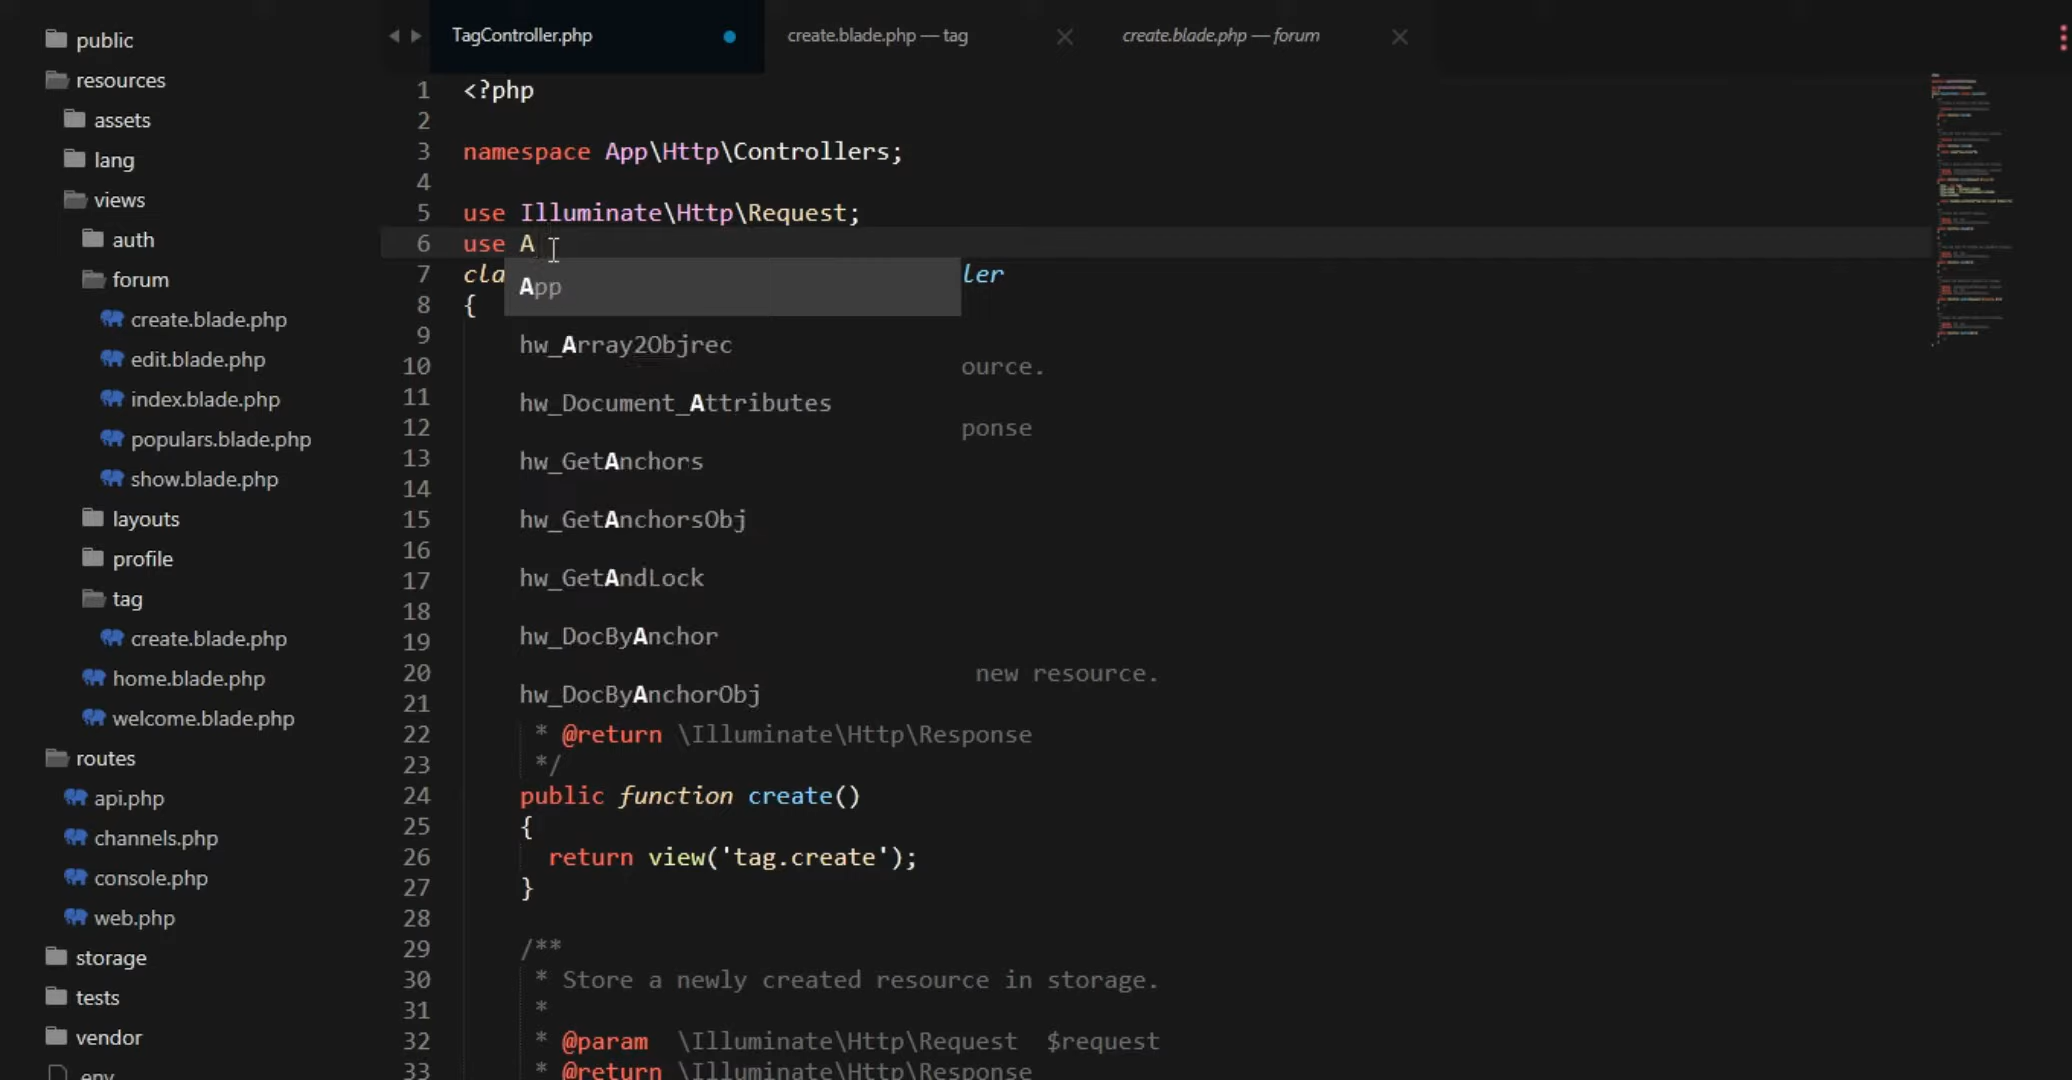 public
resources
assets
lang
views
auth
forum
create.blade.php
edit.blade.php
index.blade.php
populars.blade.php
show.blade.php
layouts
profile
tag
create.blade.php
home.blade.php
welcome.blade.php
routes
api.php
channels.php
console.php
web.php
storage
tests
vendor
.env
TagController.php
create.blade.php — tag
create.blade.php — forum
1 <?php
2
3 namespace App\Http\Controllers;
4
5 use Illuminate\Http\Request;
6 use A
7 cla ler
8 {
9
10 ource.
11
12 ponse
13
14
15
16
17
18
19
20 new resource.
21
22 * @return \Illuminate\Http\Response
23 */
24 public function create()
25 {
26 return view('tag.create');
27 }
28
29 /**
30 * Store a newly created resource in storage.
31 *
32 * @param \Illuminate\Http\Request $request
33 * @return \Illuminate\Http\Response
App
hw_Array2Objrec
hw_Document_Attributes
hw_GetAnchors
hw_GetAnchorsObj
hw_GetAndLock
hw_DocByAnchor
hw_DocByAnchorObj